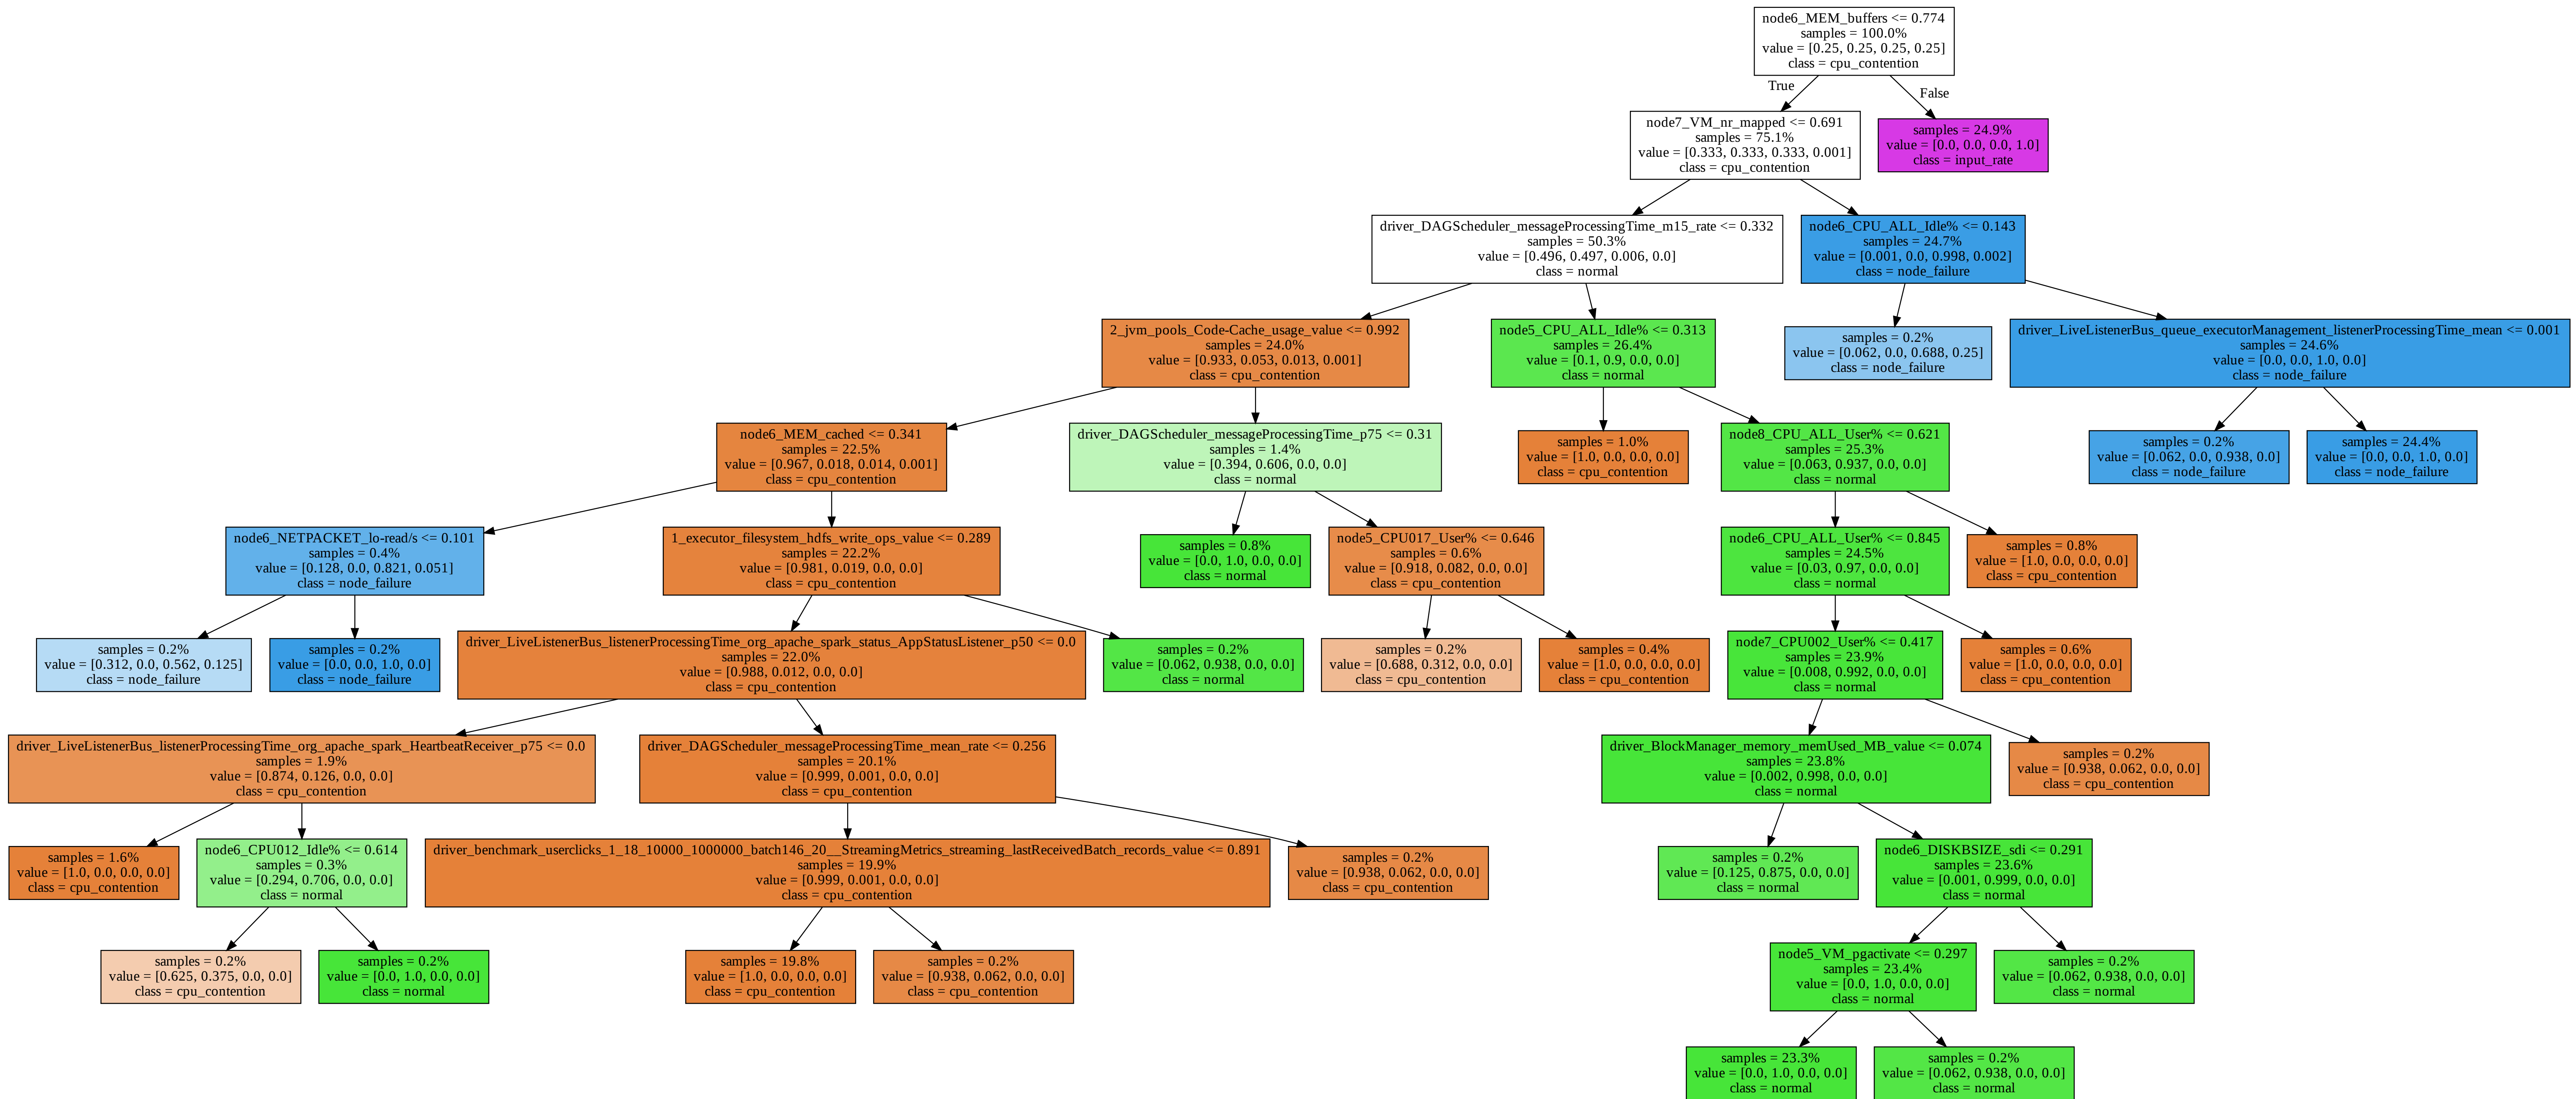 node6_MEM_buffers <= 0.774
samples = 100.0%
value = [0.25, 0.25, 0.25, 0.25]
class = cpu_contention
True
False
node7_VM_nr_mapped <= 0.691
samples = 75.1%
value = [0.333, 0.333, 0.333, 0.001]
class = cpu_contention
samples = 24.9%
value = [0.0, 0.0, 0.0, 1.0]
class = input_rate
driver_DAGScheduler_messageProcessingTime_m15_rate <= 0.332
samples = 50.3%
value = [0.496, 0.497, 0.006, 0.0]
class = normal
node6_CPU_ALL_Idle% <= 0.143
samples = 24.7%
value = [0.001, 0.0, 0.998, 0.002]
class = node_failure
2_jvm_pools_Code-Cache_usage_value <= 0.992
samples = 24.0%
value = [0.933, 0.053, 0.013, 0.001]
class = cpu_contention
node5_CPU_ALL_Idle% <= 0.313
samples = 26.4%
value = [0.1, 0.9, 0.0, 0.0]
class = normal
samples = 0.2%
value = [0.062, 0.0, 0.688, 0.25]
class = node_failure
driver_LiveListenerBus_queue_executorManagement_listenerProcessingTime_mean <= 0.001
samples = 24.6%
value = [0.0, 0.0, 1.0, 0.0]
class = node_failure
node6_MEM_cached <= 0.341
samples = 22.5%
value = [0.967, 0.018, 0.014, 0.001]
class = cpu_contention
driver_DAGScheduler_messageProcessingTime_p75 <= 0.31
samples = 1.4%
value = [0.394, 0.606, 0.0, 0.0]
class = normal
samples = 1.0%
value = [1.0, 0.0, 0.0, 0.0]
class = cpu_contention
node8_CPU_ALL_User% <= 0.621
samples = 25.3%
value = [0.063, 0.937, 0.0, 0.0]
class = normal
samples = 0.2%
value = [0.062, 0.0, 0.938, 0.0]
class = node_failure
samples = 24.4%
value = [0.0, 0.0, 1.0, 0.0]
class = node_failure
node6_NETPACKET_lo-read/s <= 0.101
samples = 0.4%
value = [0.128, 0.0, 0.821, 0.051]
class = node_failure
1_executor_filesystem_hdfs_write_ops_value <= 0.289
samples = 22.2%
value = [0.981, 0.019, 0.0, 0.0]
class = cpu_contention
samples = 0.8%
value = [0.0, 1.0, 0.0, 0.0]
class = normal
node5_CPU017_User% <= 0.646
samples = 0.6%
value = [0.918, 0.082, 0.0, 0.0]
class = cpu_contention
node6_CPU_ALL_User% <= 0.845
samples = 24.5%
value = [0.03, 0.97, 0.0, 0.0]
class = normal
samples = 0.8%
value = [1.0, 0.0, 0.0, 0.0]
class = cpu_contention
samples = 0.2%
value = [0.312, 0.0, 0.562, 0.125]
class = node_failure
samples = 0.2%
value = [0.0, 0.0, 1.0, 0.0]
class = node_failure
driver_LiveListenerBus_listenerProcessingTime_org_apache_spark_status_AppStatusListener_p50 <= 0.0
samples = 22.0%
value = [0.988, 0.012, 0.0, 0.0]
class = cpu_contention
samples = 0.2%
value = [0.062, 0.938, 0.0, 0.0]
class = normal
samples = 0.2%
value = [0.688, 0.312, 0.0, 0.0]
class = cpu_contention
samples = 0.4%
value = [1.0, 0.0, 0.0, 0.0]
class = cpu_contention
node7_CPU002_User% <= 0.417
samples = 23.9%
value = [0.008, 0.992, 0.0, 0.0]
class = normal
samples = 0.6%
value = [1.0, 0.0, 0.0, 0.0]
class = cpu_contention
driver_LiveListenerBus_listenerProcessingTime_org_apache_spark_HeartbeatReceiver_p75 <= 0.0
samples = 1.9%
value = [0.874, 0.126, 0.0, 0.0]
class = cpu_contention
driver_DAGScheduler_messageProcessingTime_mean_rate <= 0.256
samples = 20.1%
value = [0.999, 0.001, 0.0, 0.0]
class = cpu_contention
driver_BlockManager_memory_memUsed_MB_value <= 0.074
samples = 23.8%
value = [0.002, 0.998, 0.0, 0.0]
class = normal
samples = 0.2%
value = [0.938, 0.062, 0.0, 0.0]
class = cpu_contention
samples = 1.6%
value = [1.0, 0.0, 0.0, 0.0]
class = cpu_contention
node6_CPU012_Idle% <= 0.614
samples = 0.3%
value = [0.294, 0.706, 0.0, 0.0]
class = normal
driver_benchmark_userclicks_1_18_10000_1000000_batch146_20__StreamingMetrics_streaming_lastReceivedBatch_records_value <= 0.891
samples = 19.9%
value = [0.999, 0.001, 0.0, 0.0]
class = cpu_contention
samples = 0.2%
value = [0.938, 0.062, 0.0, 0.0]
class = cpu_contention
samples = 0.2%
value = [0.125, 0.875, 0.0, 0.0]
class = normal
node6_DISKBSIZE_sdi <= 0.291
samples = 23.6%
value = [0.001, 0.999, 0.0, 0.0]
class = normal
samples = 0.2%
value = [0.625, 0.375, 0.0, 0.0]
class = cpu_contention
samples = 0.2%
value = [0.0, 1.0, 0.0, 0.0]
class = normal
samples = 19.8%
value = [1.0, 0.0, 0.0, 0.0]
class = cpu_contention
samples = 0.2%
value = [0.938, 0.062, 0.0, 0.0]
class = cpu_contention
node5_VM_pgactivate <= 0.297
samples = 23.4%
value = [0.0, 1.0, 0.0, 0.0]
class = normal
samples = 0.2%
value = [0.062, 0.938, 0.0, 0.0]
class = normal
samples = 23.3%
value = [0.0, 1.0, 0.0, 0.0]
class = normal
samples = 0.2%
value = [0.062, 0.938, 0.0, 0.0]
class = normal